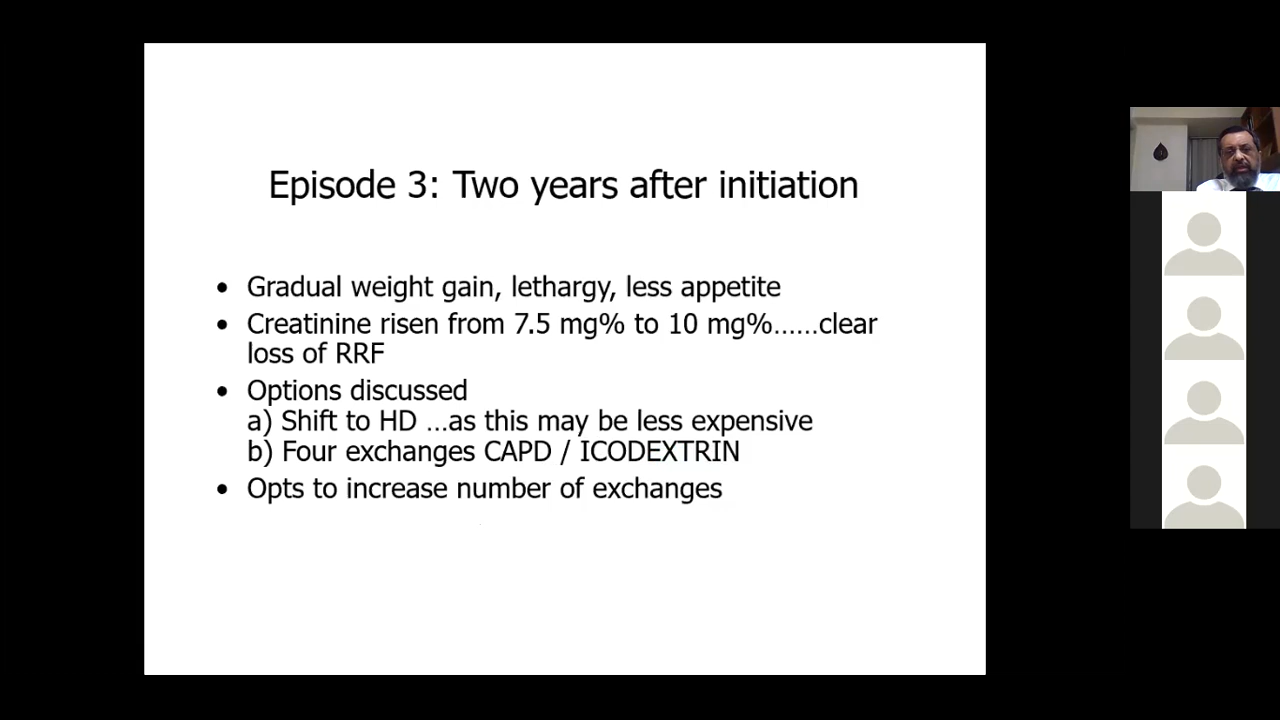 Episode 3: Two years after initiation
• Gradual weight gain, lethargy, less appetite
• Creatinine risen from 7.5 mg% to 10 mg%......clear
loss of RRF
• Options discussed
a) Shift to HD ...as this may be less expensive
b) Four exchanges CAPD / ICODEXTRIN
• Opts to increase number of exchanges